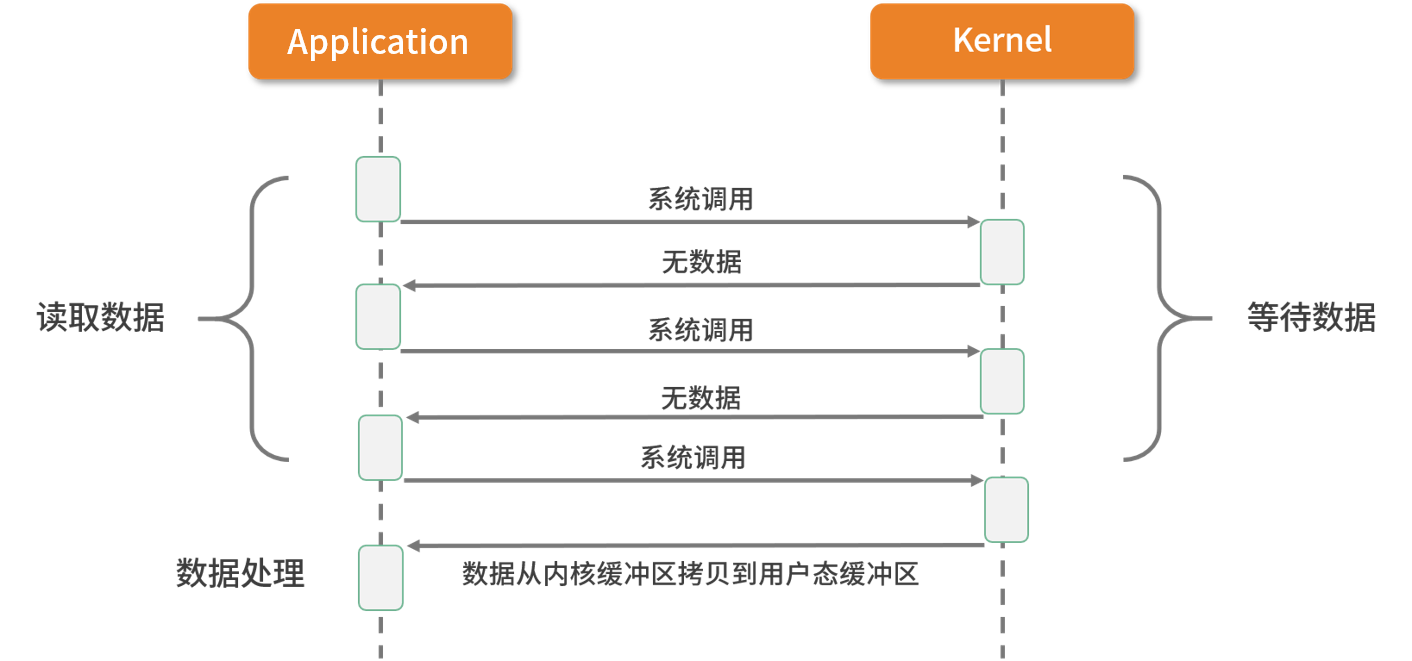 Application
Kernel
系统调用
无数据
读取数据
等待数据
系统调用
无数据
系统调用
数据处理
数据从内核缓冲区拷贝到用户态缓冲区